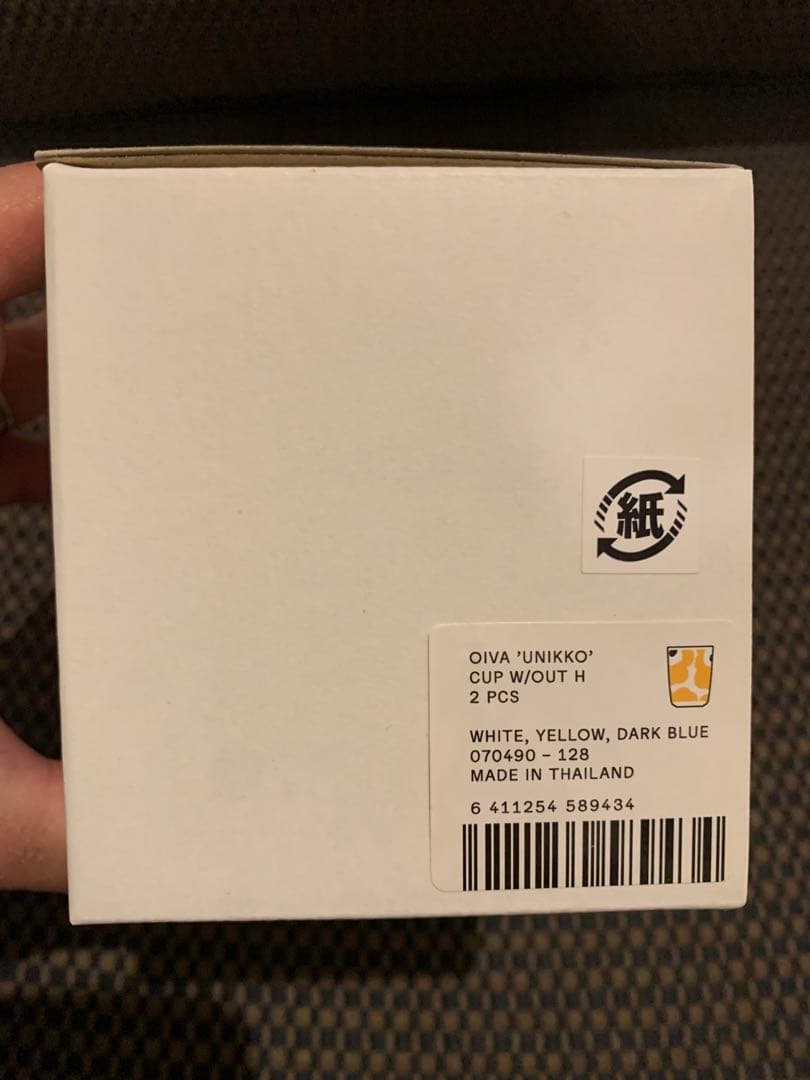 紙
OIVA 'UNIKKO'
CUP W/OUT H
2 PCS
WHITE, YELLOW, DARK BLUE
070490 – 128
MADE IN THAILAND
6 411254 589434